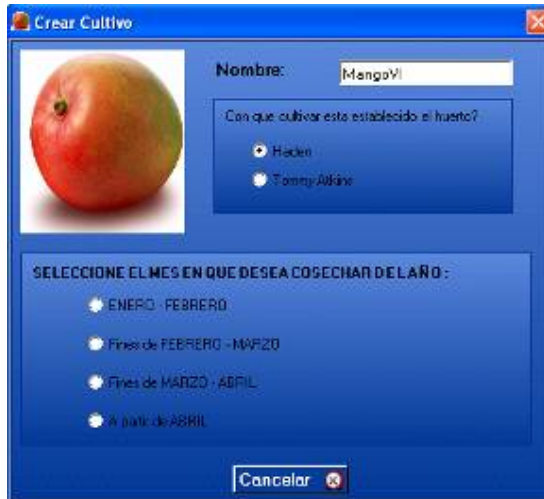 Crear Cultivo
Nombre:
MangoVI
Con que cultivar esta establecido el huerto?
Haden
Tommy Atkins
SELECCIONE EL MES EN QUE DESEA COSECHAR DEL AÑO :
ENERO - FEBRERO
Fines de FEBRERO - MARZO
Fines de MARZO - ABRIL
A partir de ABRIL
Cancelar